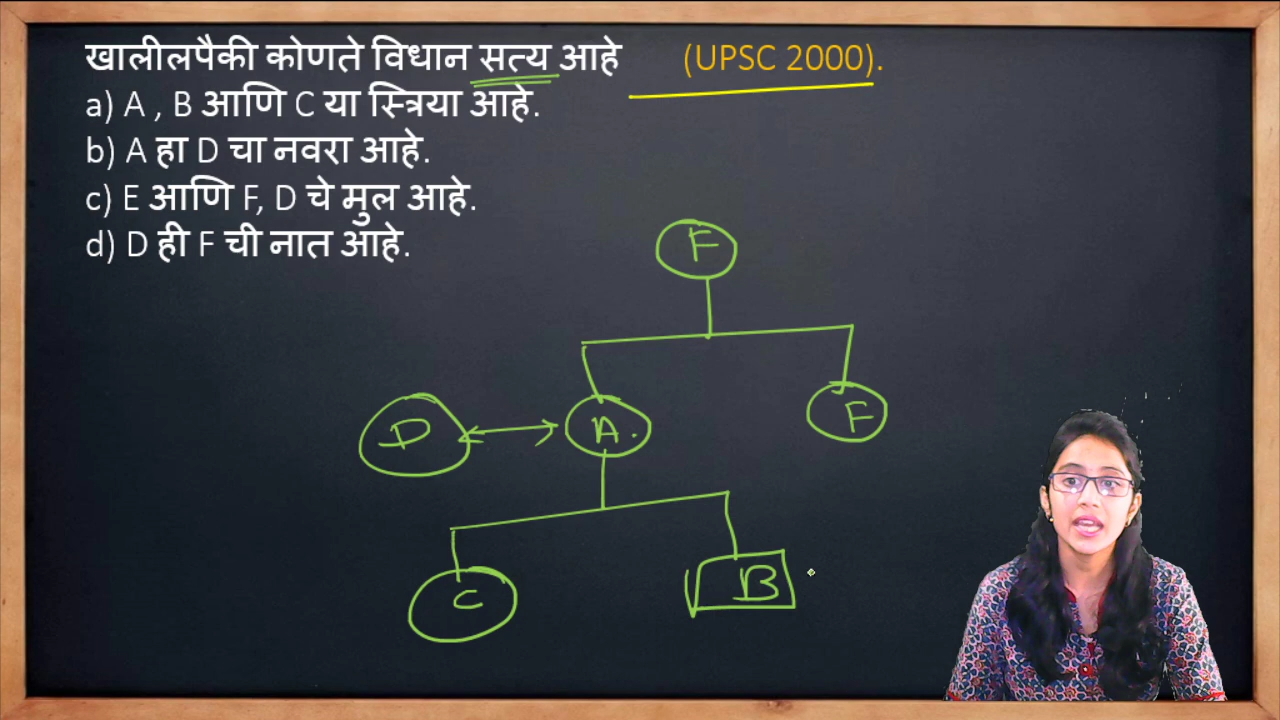 खालीलपैकी कोणते विधान सत्य आहे (UPSC 2000).
a) A , B आणि C या स्त्रिया आहे.
b) A हा D चा नवरा आहे.
c) E आणि F, D चे मुल आहे.
d) D ही F ची नात आहे.
F
D A. F
C B